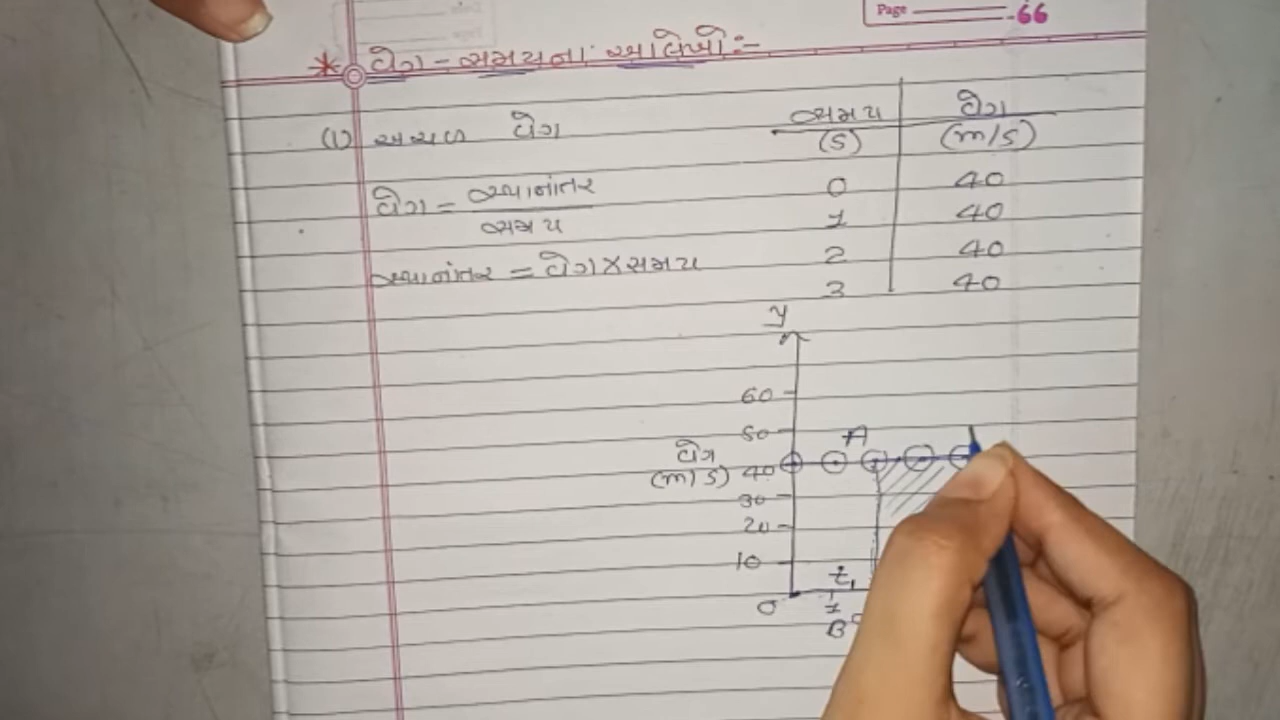 Page 66
* વેગ - સમયના આલેખો :-
(1) અચળ વેગ
વેગ = સ્થાનાંતર
સમય
સ્થાનાંતર = વેગ X સમય
સમય વેગ
(s) (m/s)
0 40
1 40
2 40
3 40
y
60
50
A
વેગ
(m/s) 40
30
20
10
t₁
0
1
B